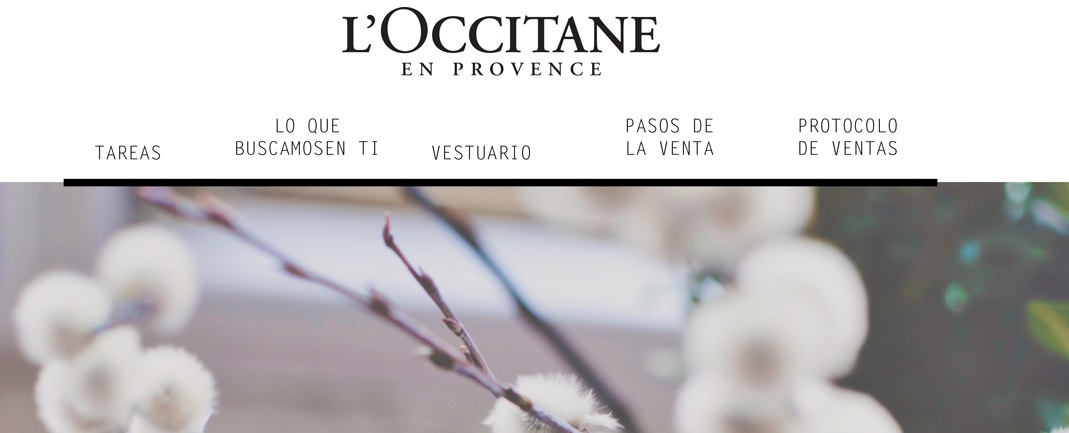 L'OCCITANE
EN PROVENCE
TAREAS
LO QUE
BUSCAMOSEN TI
VESTUARIO
PASOS DE
LA VENTA
PROTOCOLO
DE VENTAS